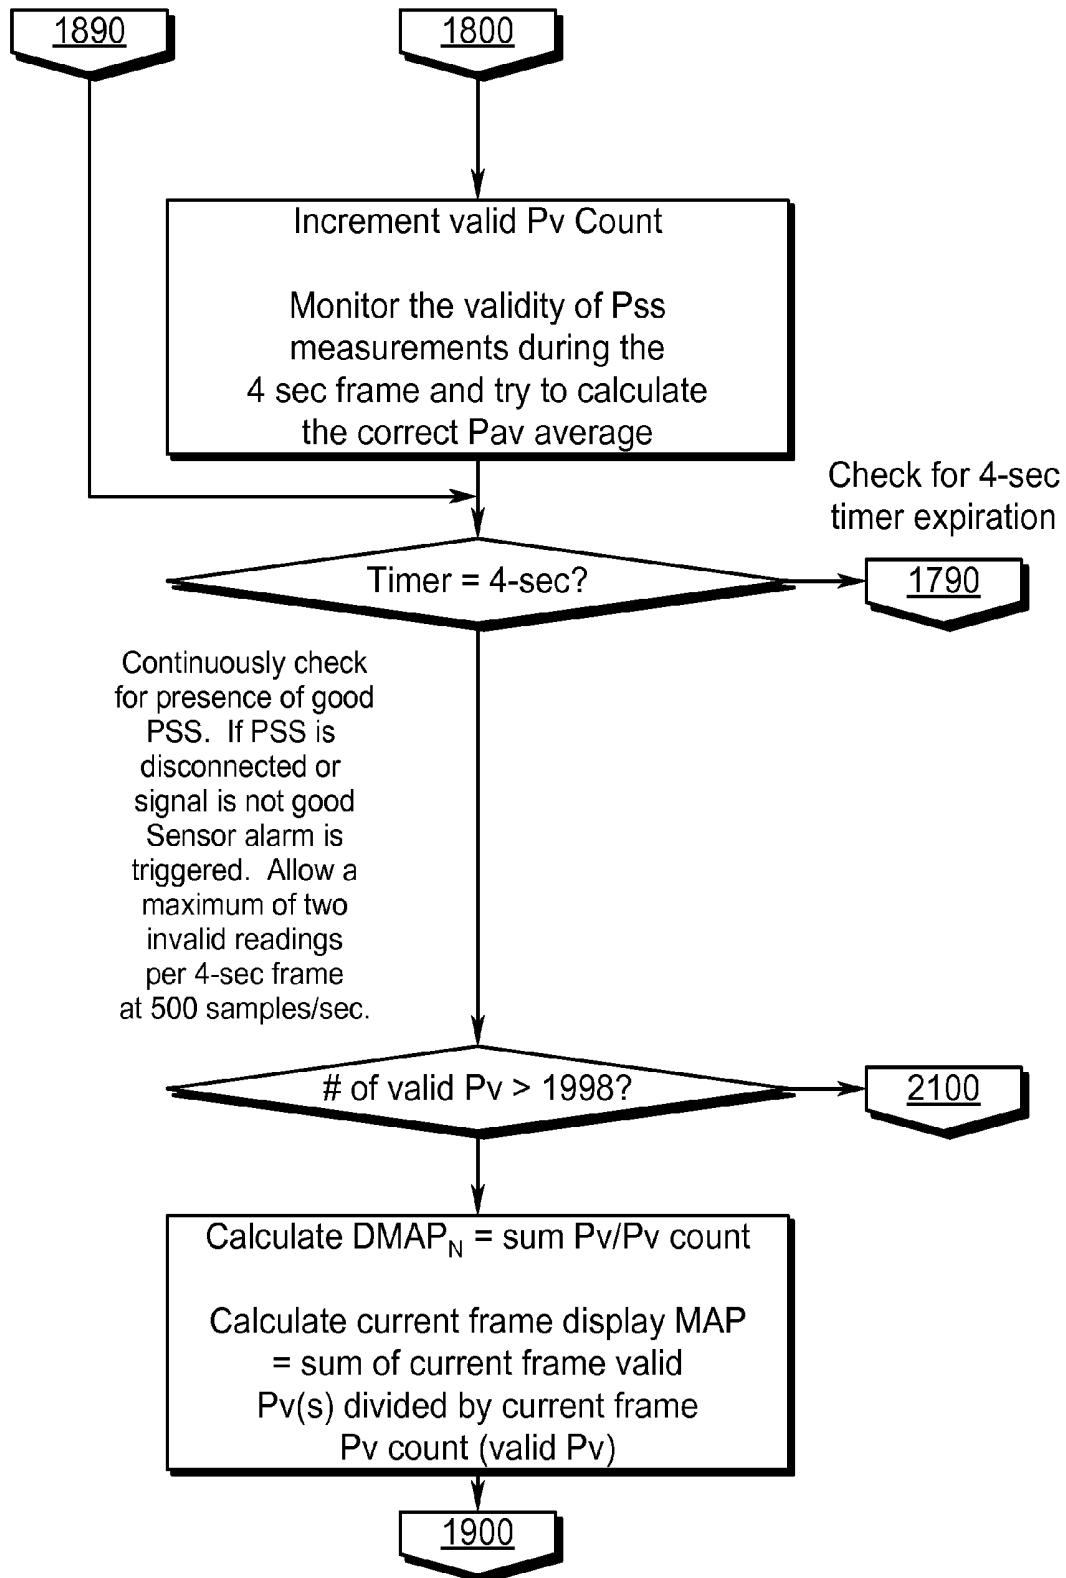 1890
1800
Increment valid Pv Count
Monitor the validity of Pss
measurements during the
4 sec frame and try to calculate
the correct Pav average
Check for 4-sec
timer expiration
Timer = 4-sec?
1790
Continuously check
for presence of good
PSS. If PSS is
disconnected or
signal is not good
Sensor alarm is
triggered. Allow a
maximum of two
invalid readings
per 4-sec frame
at 500 samples/sec.
# of valid Pv > 1998?
2100
Calculate DMAP_N = sum Pv/Pv count
Calculate current frame display MAP
= sum of current frame valid
Pv(s) divided by current frame
Pv count (valid Pv)
1900